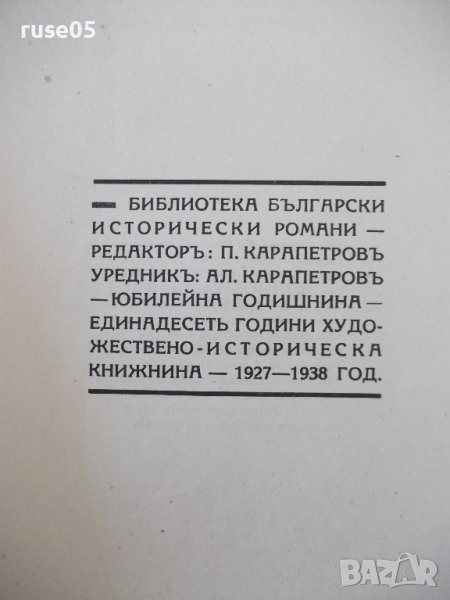 ruse05
— БИБЛИОТЕКА БЪЛГАРСКИ
ИСТОРИЧЕСКИ РОМАНИ —
РЕДАКТОРЪ: П. КАРАПЕТРОВЪ
УРЕДНИКЪ: АЛ. КАРАПЕТРОВЪ
— ЮБИЛЕЙНА ГОДИШНИНА —
ЕДИНАДЕСЕТЬ ГОДИНИ ХУДО-
ЖЕСТВЕНО-ИСТОРИЧЕСКА
КНИЖНИНА — 1927—1938 ГОД.
BAZAR